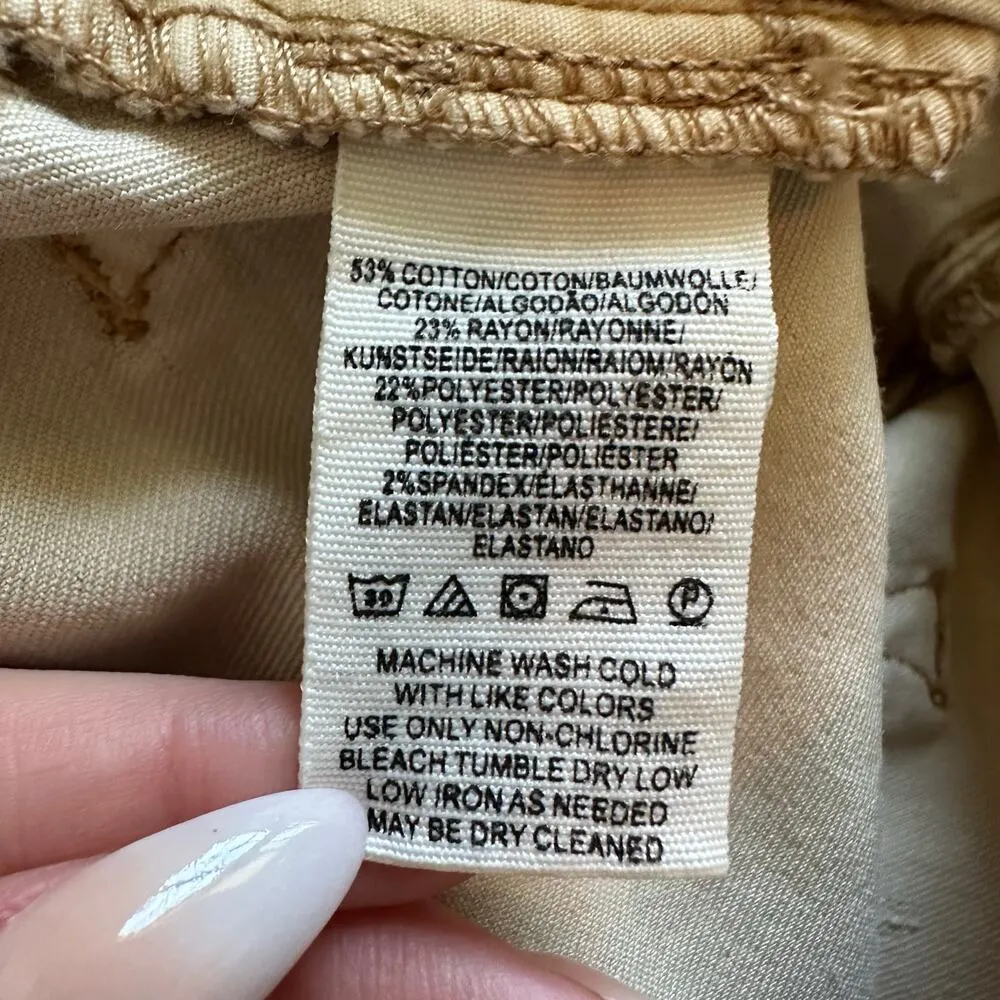 53% COTTON/COTON/BAUMWOLLE/
COTONE/ALGODÃO/ALGODÓN
23% RAYON/RAYONNE/
KUNSTSEIDE/RAION/RAIOM/RAYÓN
22%POLYESTER/POLYESTER/
POLYESTER/POLIESTERE/
POLIÉSTER/POLIÉSTER
2%SPANDEX/ÉLASTHANNE/
ELASTAN/ELASTAN/ELASTANO/
ELASTANO
30 P
MACHINE WASH COLD
WITH LIKE COLORS
USE ONLY NON-CHLORINE
BLEACH TUMBLE DRY LOW
LOW IRON AS NEEDED
MAY BE DRY CLEANED